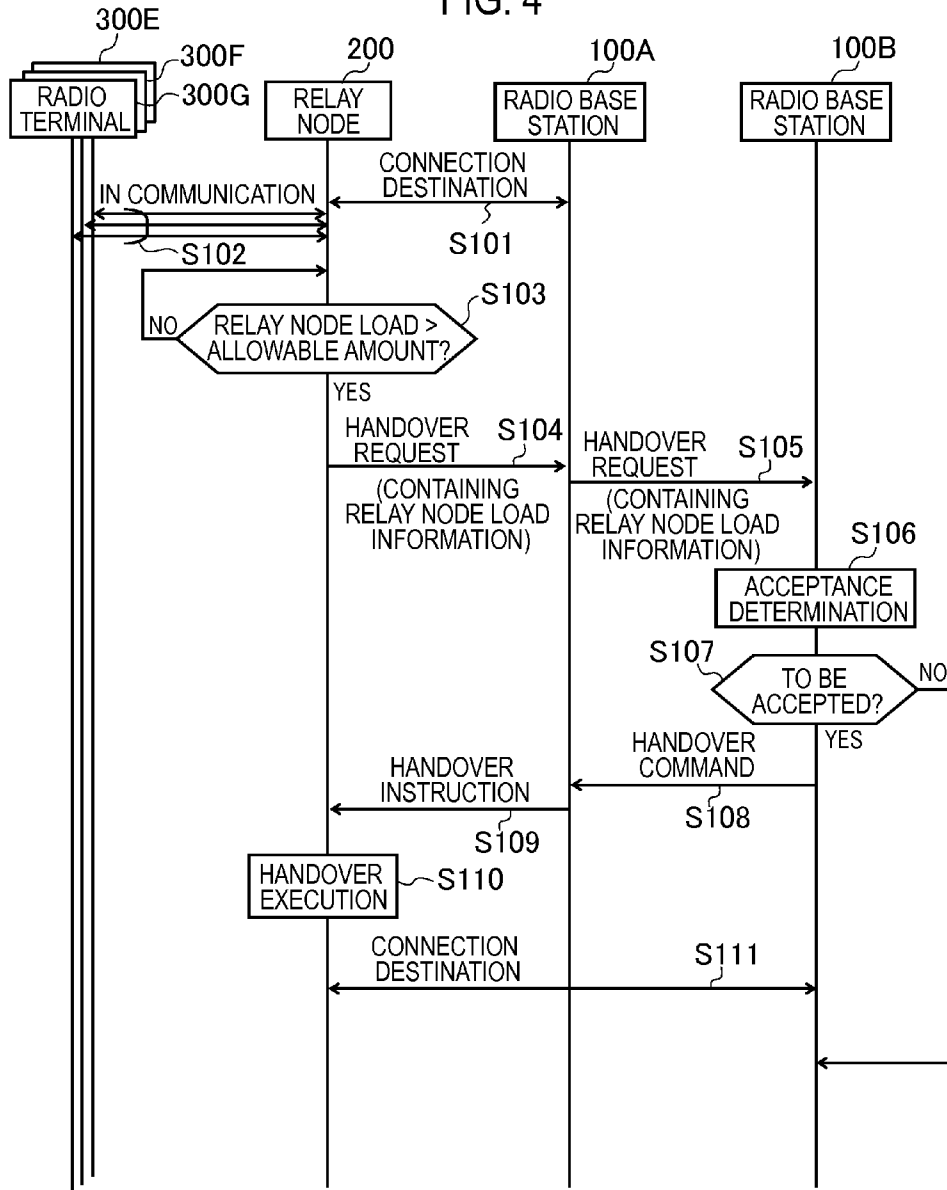 FIG. 4
300E
300F
300G
RADIO
TERMINAL
200
RELAY
NODE
100A
RADIO BASE
STATION
100B
RADIO BASE
STATION
CONNECTION
DESTINATION
S101
IN COMMUNICATION
S102
S103
NO
RELAY NODE LOAD >
ALLOWABLE AMOUNT?
YES
HANDOVER
REQUEST
S104
(CONTAINING
RELAY NODE LOAD
INFORMATION)
HANDOVER
REQUEST
S105
(CONTAINING
RELAY NODE LOAD
INFORMATION)
S106
ACCEPTANCE
DETERMINATION
S107
TO BE
ACCEPTED?
NO
YES
HANDOVER
COMMAND
S108
HANDOVER
INSTRUCTION
S109
HANDOVER
EXECUTION
S110
CONNECTION
DESTINATION
S111